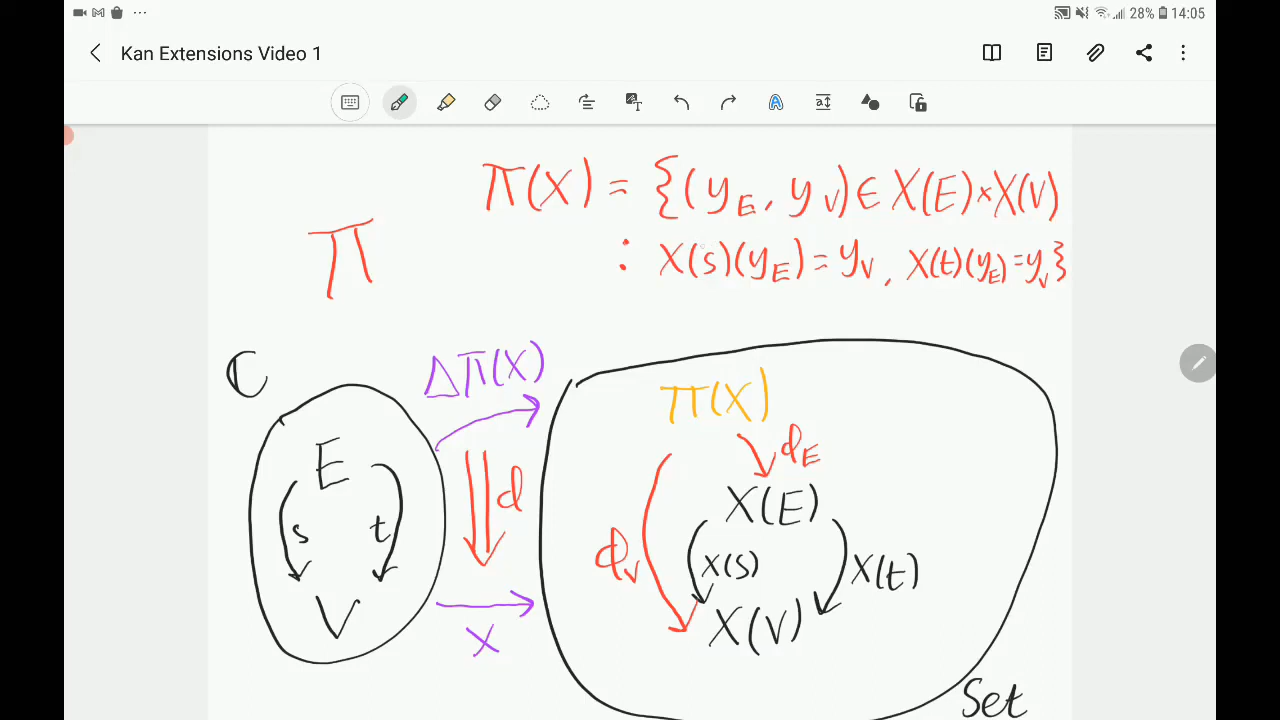 28% 14:05
Kan Extensions Video 1
π(X) = {(y_E, y_V) ∈ X(E)×X(V)
π : X(s)(y_E) = y_V, X(t)(y_E) = y_V}
ℂ
Δπ(X)
π(X)
d_E
E
s t
V
d
X
X(E)
d_V X(s) X(t)
X(V)
Set